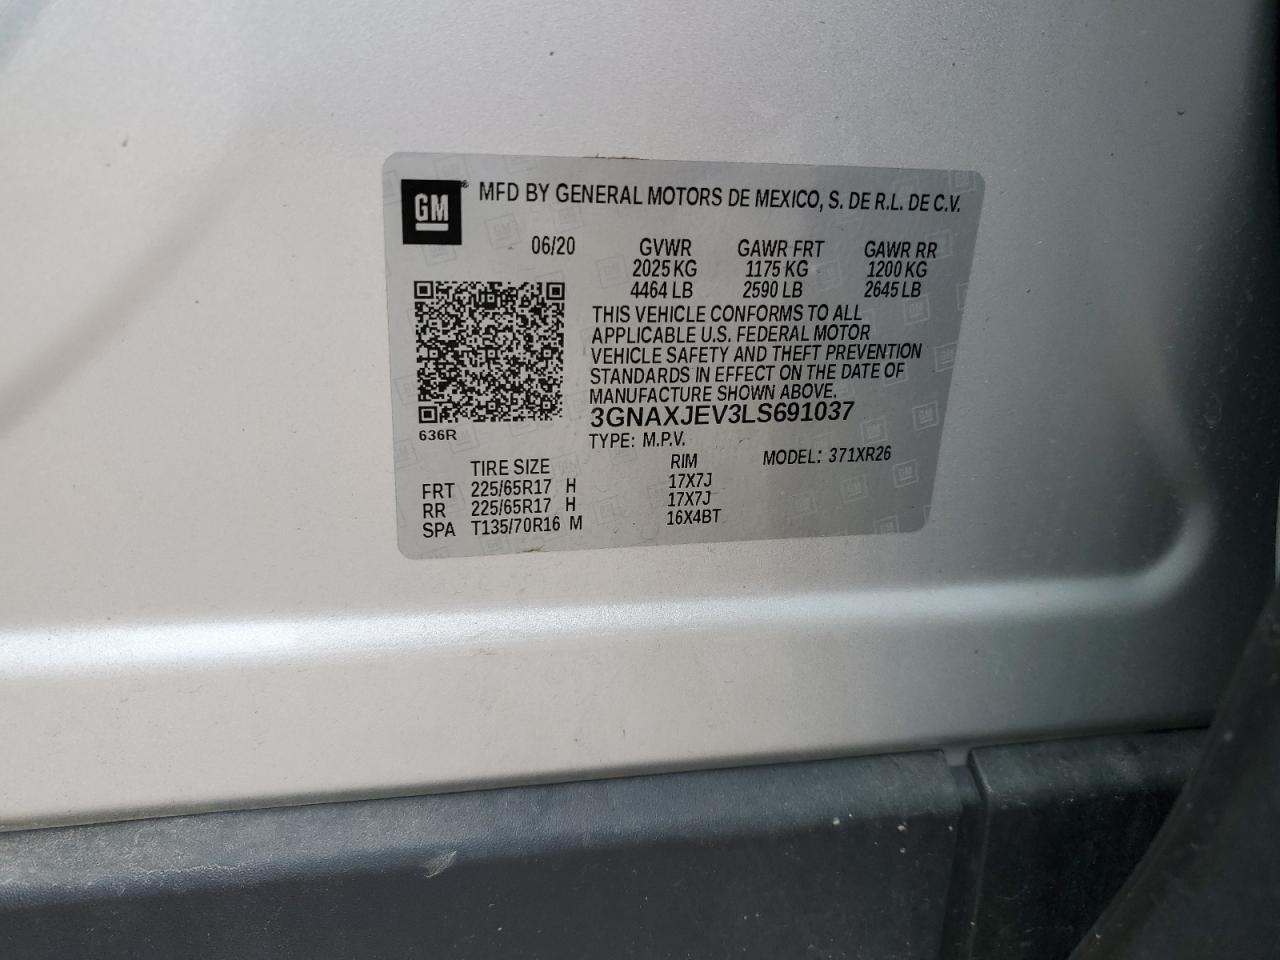 GM® MFD BY GENERAL MOTORS DE MEXICO, S. DE R.L. DE C.V.
06/20 GVWR GAWR FRT GAWR RR
2025 KG 1175 KG 1200 KG
4464 LB 2590 LB 2645 LB
THIS VEHICLE CONFORMS TO ALL
APPLICABLE U.S. FEDERAL MOTOR
VEHICLE SAFETY AND THEFT PREVENTION
STANDARDS IN EFFECT ON THE DATE OF
MANUFACTURE SHOWN ABOVE.
3GNAXJEV3LS691037
636R
TYPE: M.P.V.
MODEL: 371XR26
TIRE SIZE RIM
FRT 225/65R17 H 17X7J
RR 225/65R17 H 17X7J
SPA T135/70R16 M 16X4BT